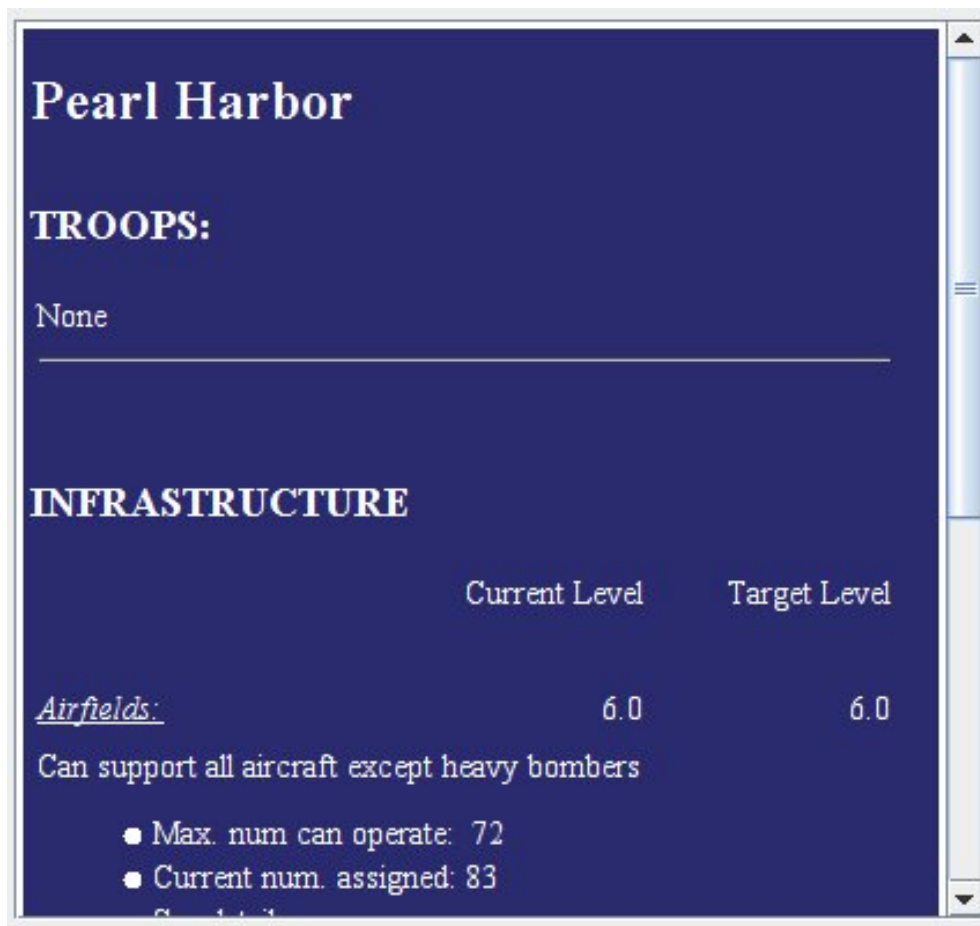 Pearl Harbor
TROOPS:
None
INFRASTRUCTURE
Current Level Target Level
Airfields: 6.0 6.0
Can support all aircraft except heavy bombers
Max. num can operate: 72
Current num. assigned: 83